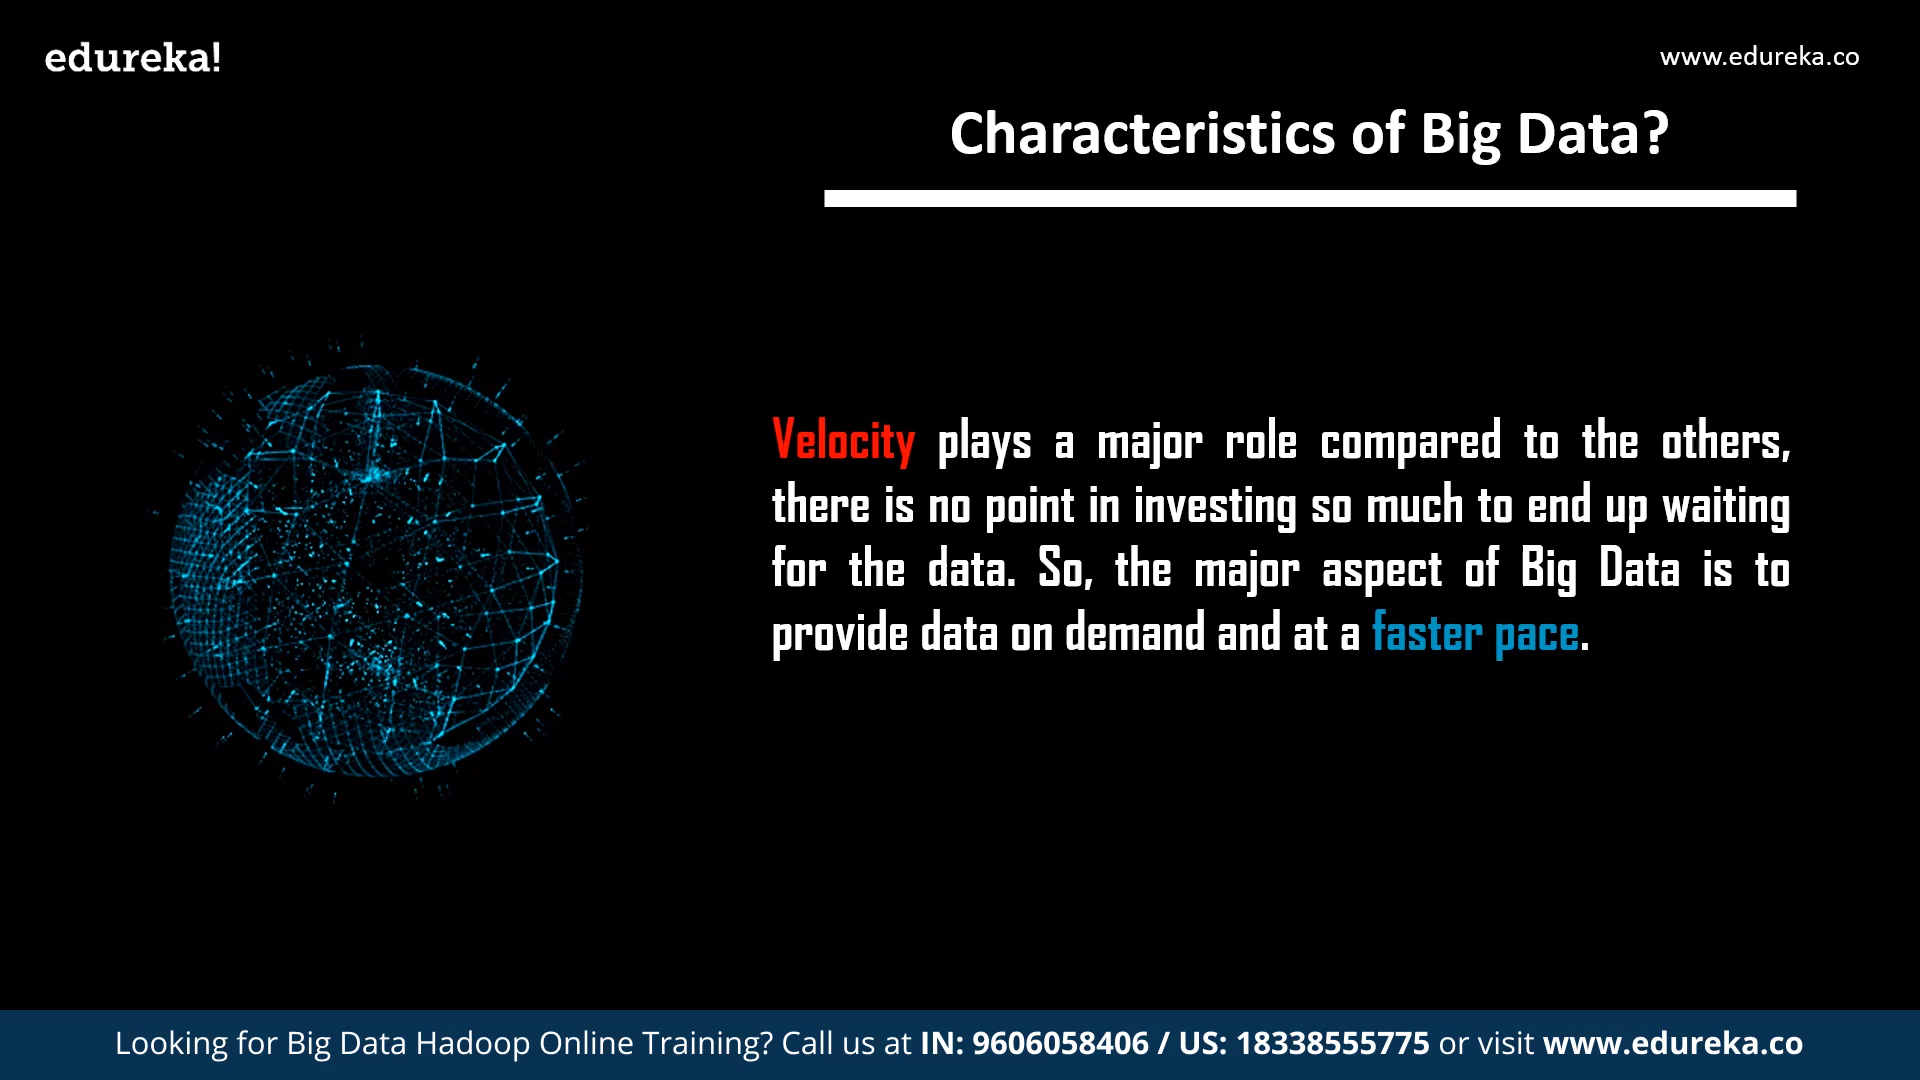 edureka!
www.edureka.co
Characteristics of Big Data?
Velocity plays a major role compared to the others,
there is no point in investing so much to end up waiting
for the data. So, the major aspect of Big Data is to
provide data on demand and at a faster pace.
Looking for Big Data Hadoop Online Training? Call us at IN: 9606058406 / US: 18338555775 or visit www.edureka.co